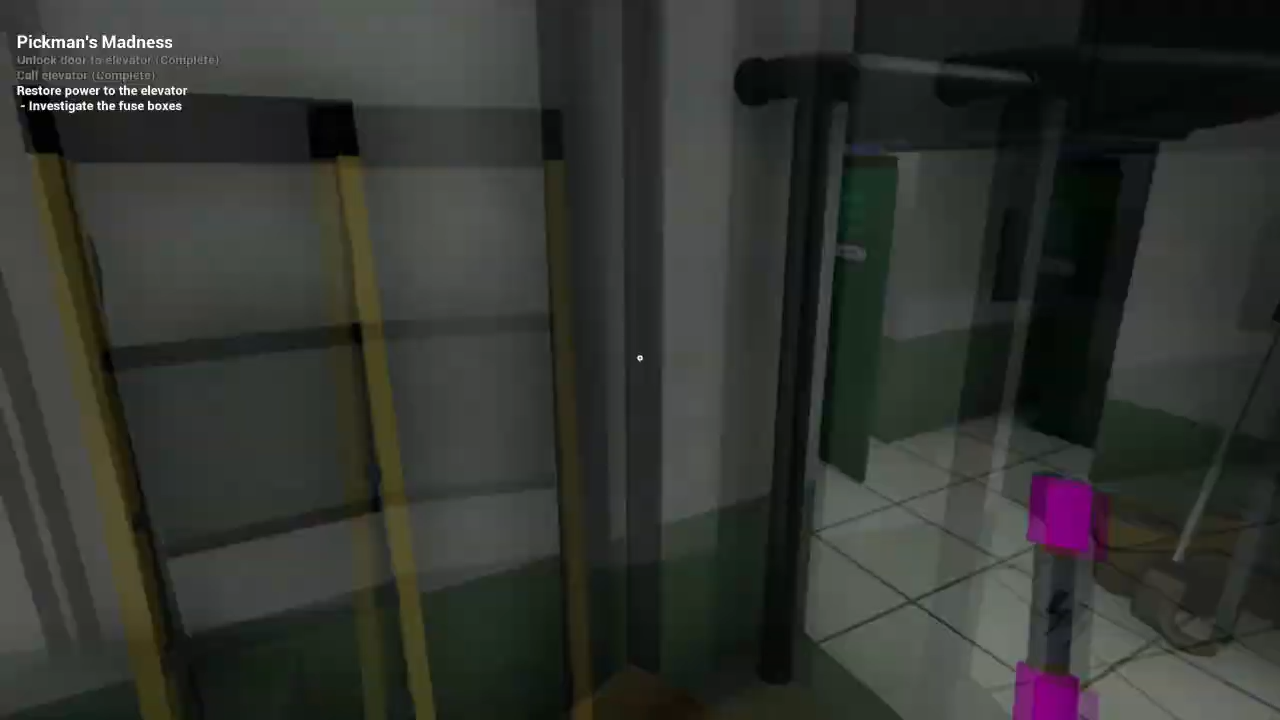 Pickman's Madness
Unlock door to elevator (Complete)
Call elevator (Complete)
Restore power to the elevator
- Investigate the fuse boxes